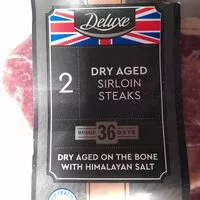 Deluxe
2
DRY AGED
SIRLOIN
STEAKS
MATURED 36 DAYS
DRY AGED ON THE BONE
WITH HIMALAYAN SALT